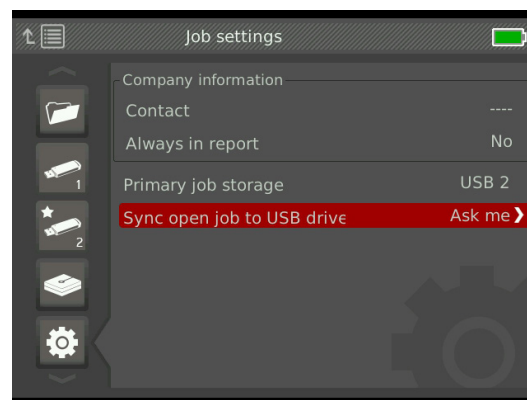 Job settings
Company information
Contact ----
Always in report No
1
Primary job storage USB 2
Sync open job to USB drive Ask me
2